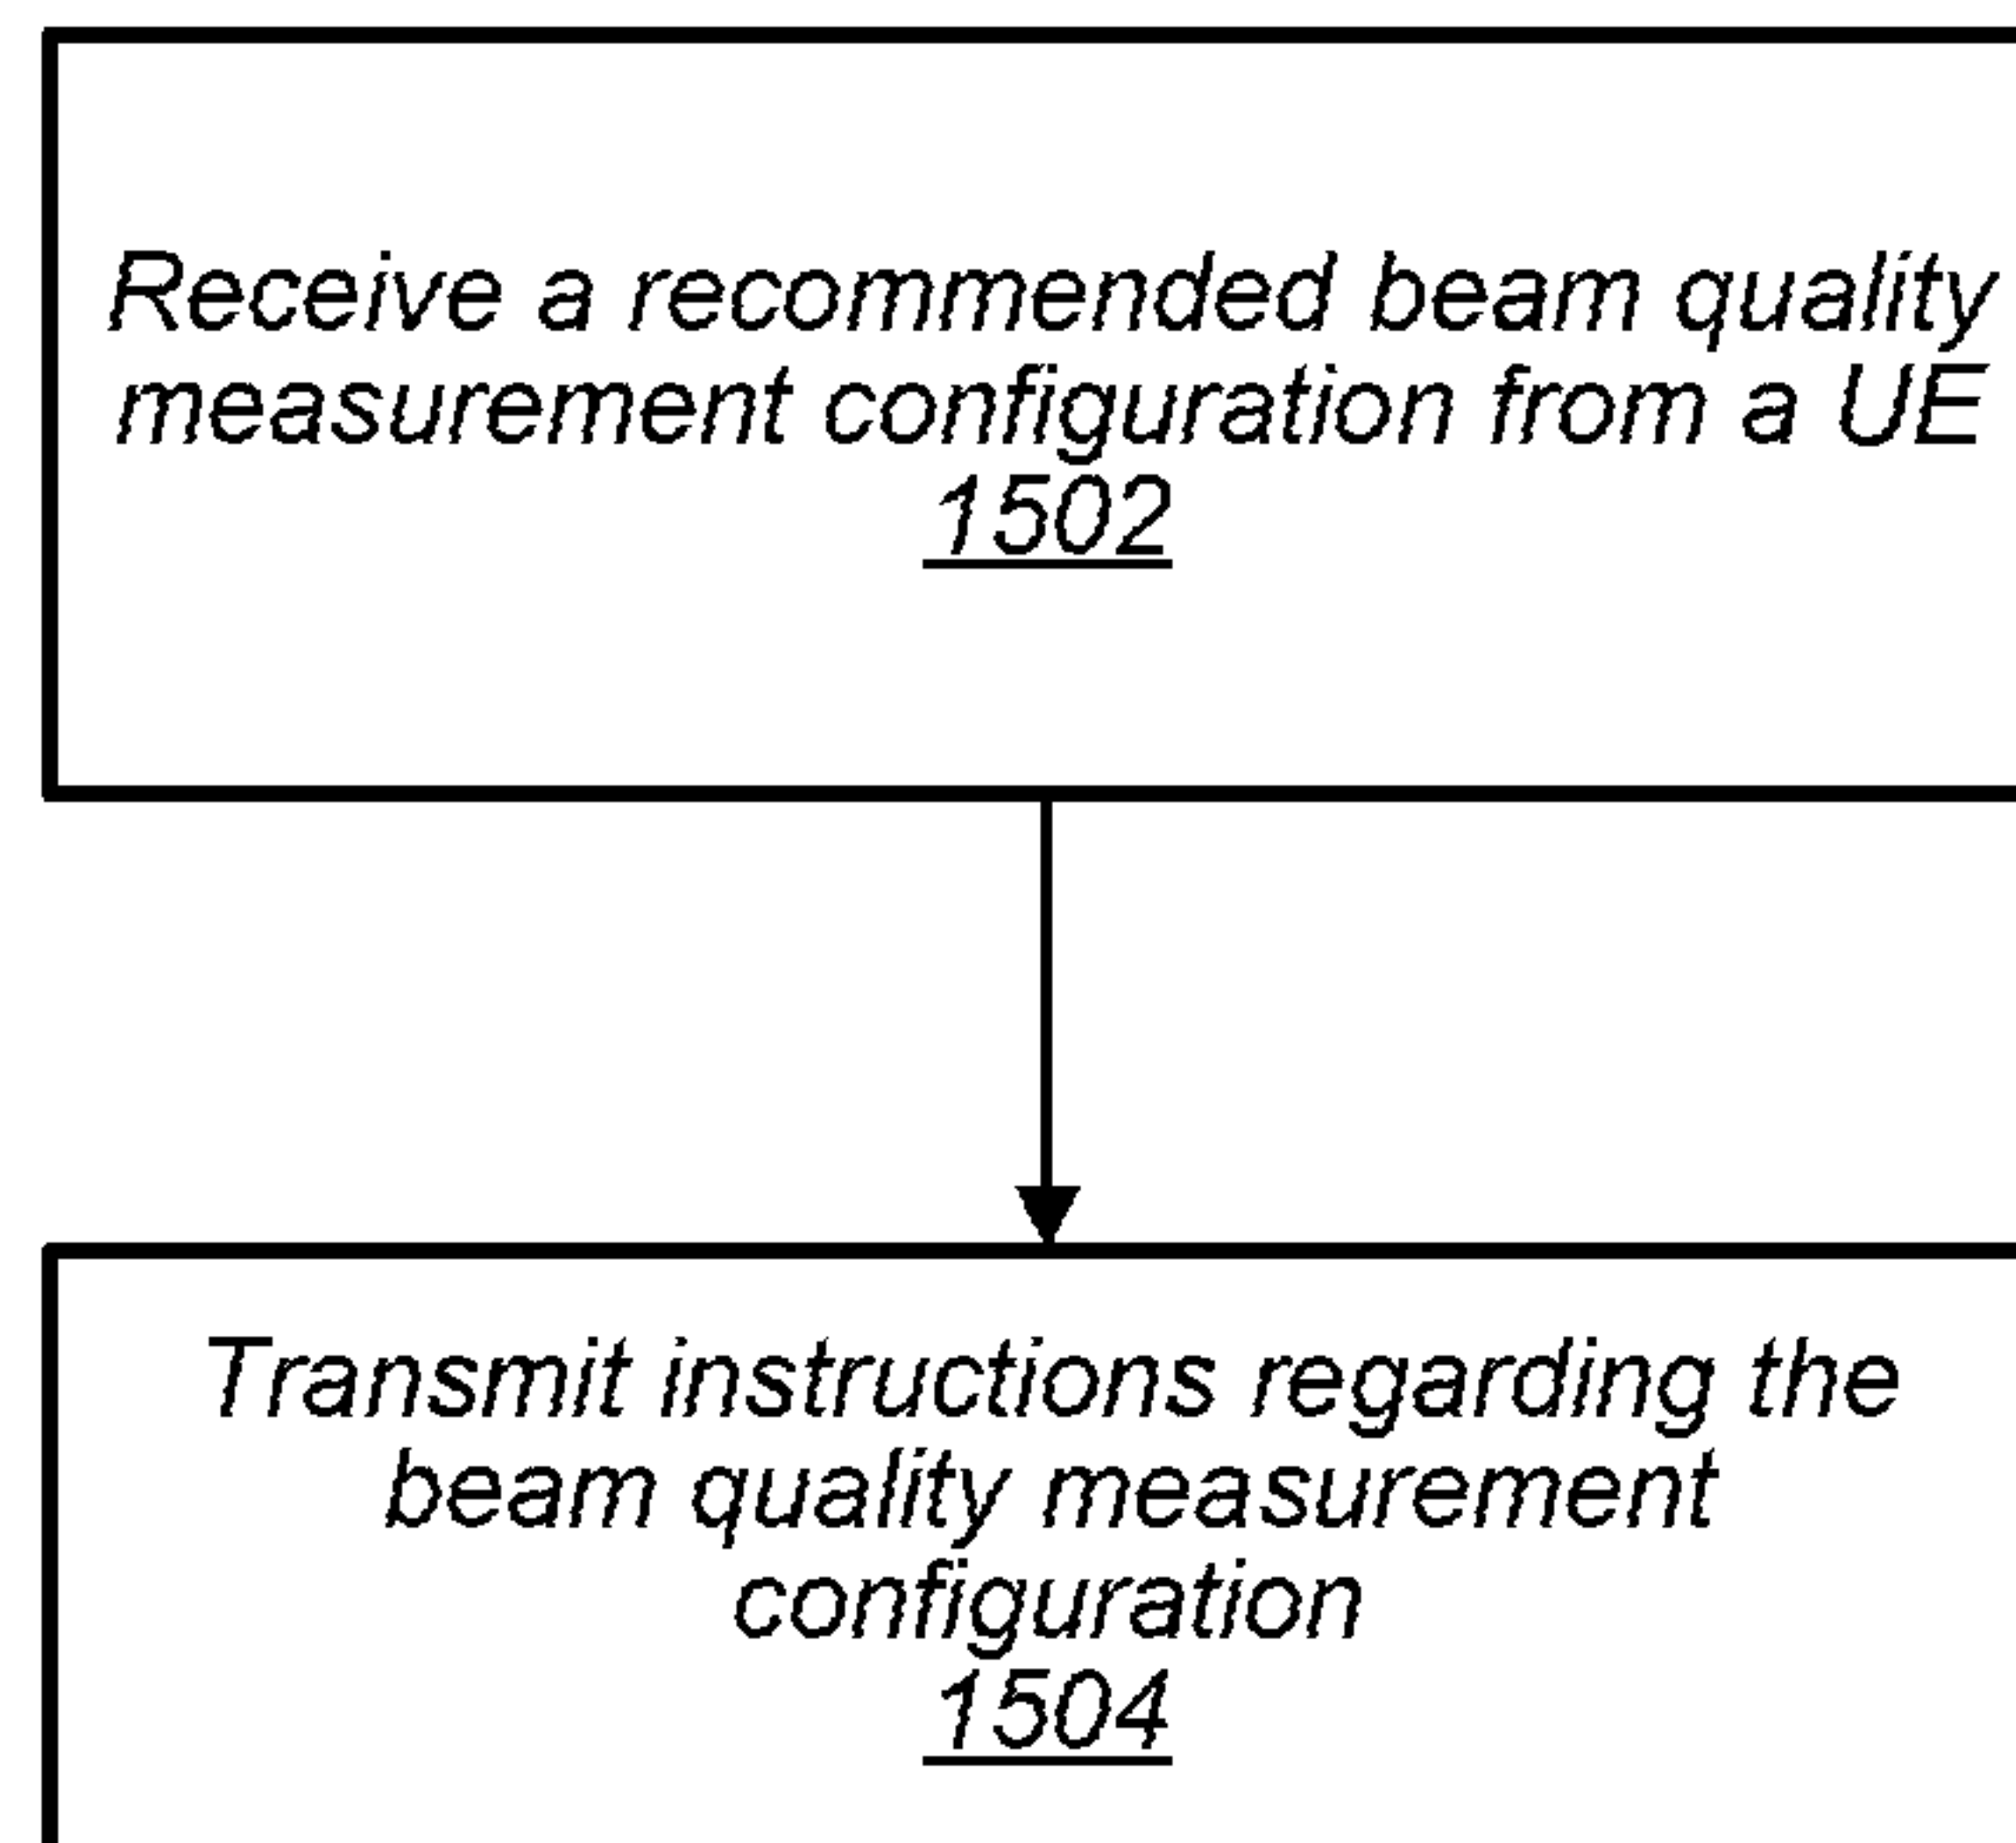 Receive a recommended beam quality
measurement configuration from a UE
1502
Transmit instructions regarding the
beam quality measurement
configuration
1504